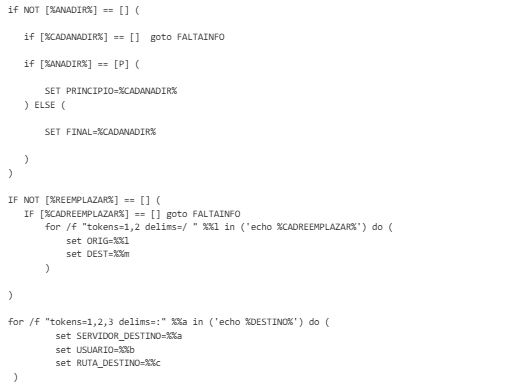 if NOT [%ANADIR%] == [] (
if [%CADANADIR%] == []  goto FALTAINFO
if [%ANADIR%] == [P] (
SET PRINCIPIO=%CADANADIR%
) ELSE (
SET FINAL=%CADANADIR%
)
)
IF NOT [%REEMPLAZAR%] == [] (
IF [%CADREEMPLAZAR%] == [] goto FALTAINFO
for /f "tokens=1,2 delims=/ " %%l in ('echo %CADREEMPLAZAR%') do (
set ORIG=%%l
set DEST=%%m
)
)
for /f "tokens=1,2,3 delims=:" %%a in ('echo %DESTINO%') do (
set SERVIDOR_DESTINO=%%a
set USUARIO=%%b
set RUTA_DESTINO=%%c
)